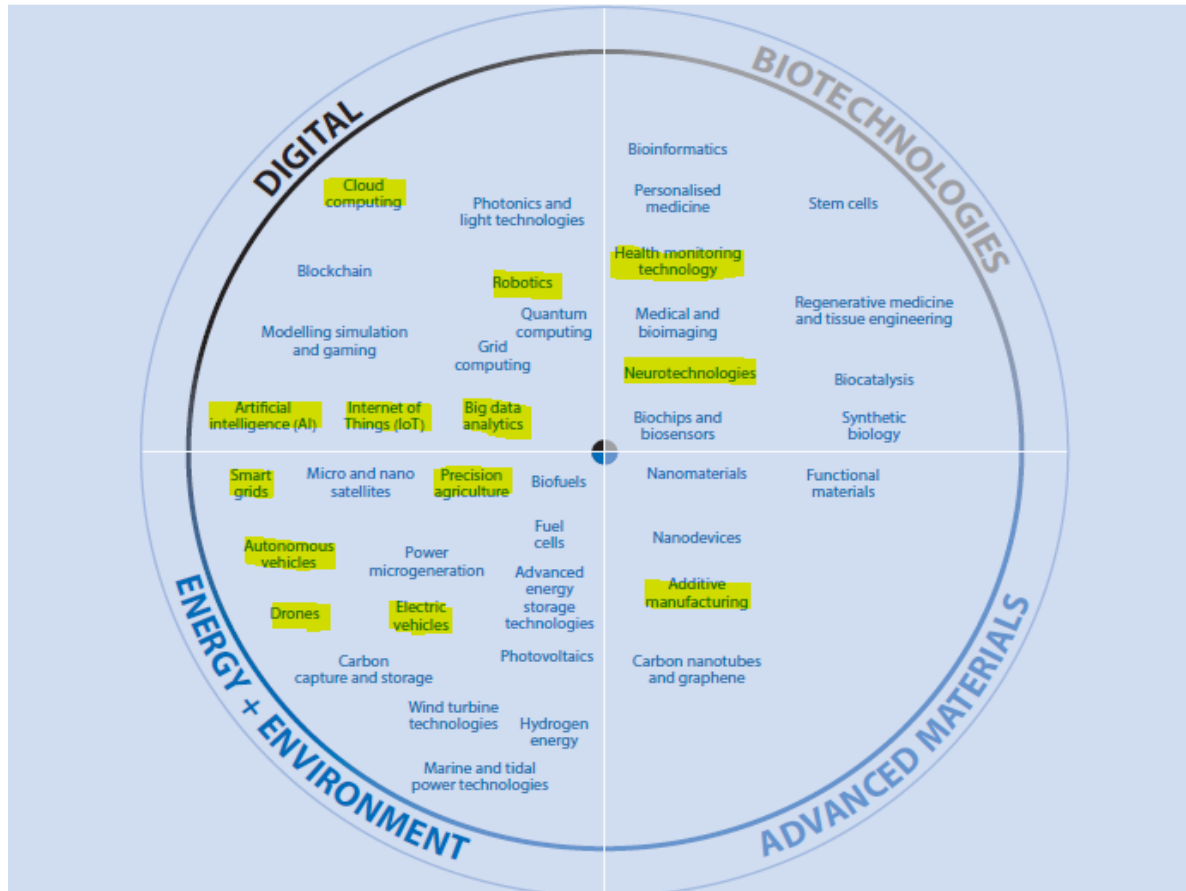 DIGITAL
Cloud
computing
Photonics and
light technologies
Blockchain
Robotics
Quantum
computing
Modelling simulation
and gaming
Grid
computing
Artificial
intelligence (AI)
Internet of
Things (IoT)
Big data
analytics
BIOTECHNOLOGIES
Bioinformatics
Personalised
medicine
Stem cells
Health monitoring
technology
Medical and
bioimaging
Regenerative medicine
and tissue engineering
Neurotechnologies
Biocatalysis
Biochips and
biosensors
Synthetic
biology
ENERGY + ENVIRONMENT
Smart
grids
Micro and nano
satellites
Precision
agriculture
Biofuels
Fuel
cells
Autonomous
vehicles
Power
microgeneration
Advanced
energy
storage
technologies
Drones
Electric
vehicles
Photovoltaics
Carbon
capture and storage
Wind turbine
technologies
Hydrogen
energy
Marine and tidal
power technologies
ADVANCED MATERIALS
Nanomaterials
Functional
materials
Nanodevices
Additive
manufacturing
Carbon nanotubes
and graphene